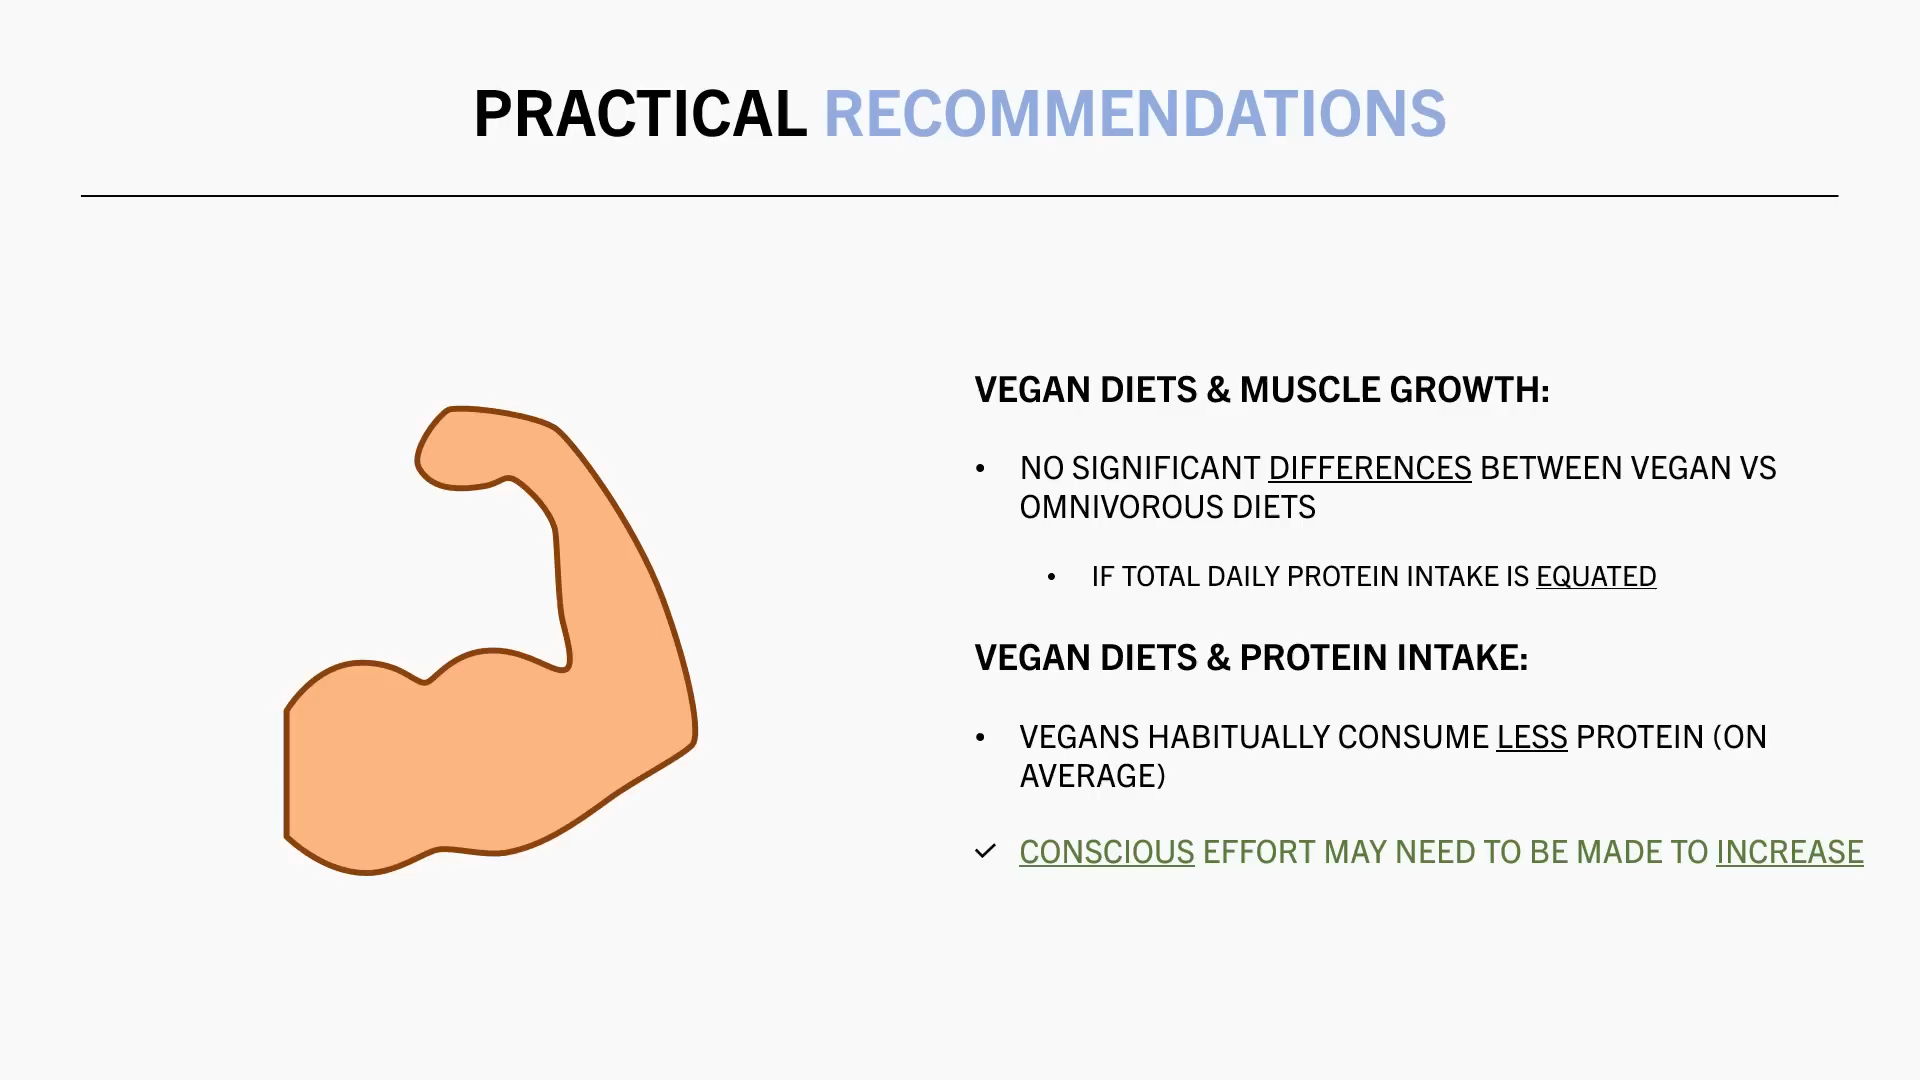 PRACTICAL RECOMMENDATIONS
VEGAN DIETS & MUSCLE GROWTH:
• NO SIGNIFICANT DIFFERENCES BETWEEN VEGAN VS
OMNIVOROUS DIETS
• IF TOTAL DAILY PROTEIN INTAKE IS EQUATED
VEGAN DIETS & PROTEIN INTAKE:
• VEGANS HABITUALLY CONSUME LESS PROTEIN (ON
AVERAGE)
✓ CONSCIOUS EFFORT MAY NEED TO BE MADE TO INCREASE